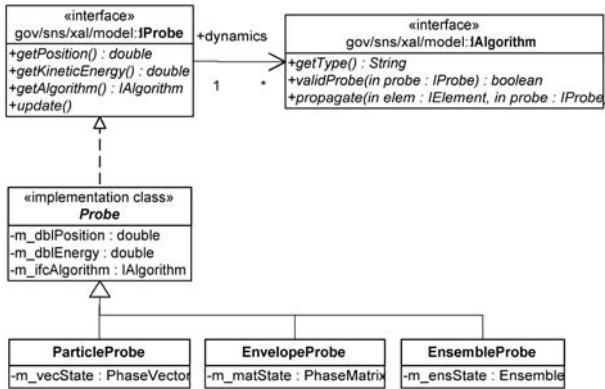 «interface»
gov/sns/xal/model::IProbe
+getPosition() : double
+getKineticEnergy() : double
+getAlgorithm() : IAlgorithm
+update()
+dynamics
1
*
«interface»
gov/sns/xal/model::IAlgorithm
+getType() : String
+validProbe(in probe : IProbe) : boolean
+propagate(in elem : IElement, in probe : IProbe
«implementation class»
Probe
-m_dblPosition : double
-m_dblEnergy : double
-m_ifcAlgorithm : IAlgorithm
ParticleProbe
-m_vecState : PhaseVector
EnvelopeProbe
-m_matState : PhaseMatrix
EnsembleProbe
-m_ensState : Ensemble